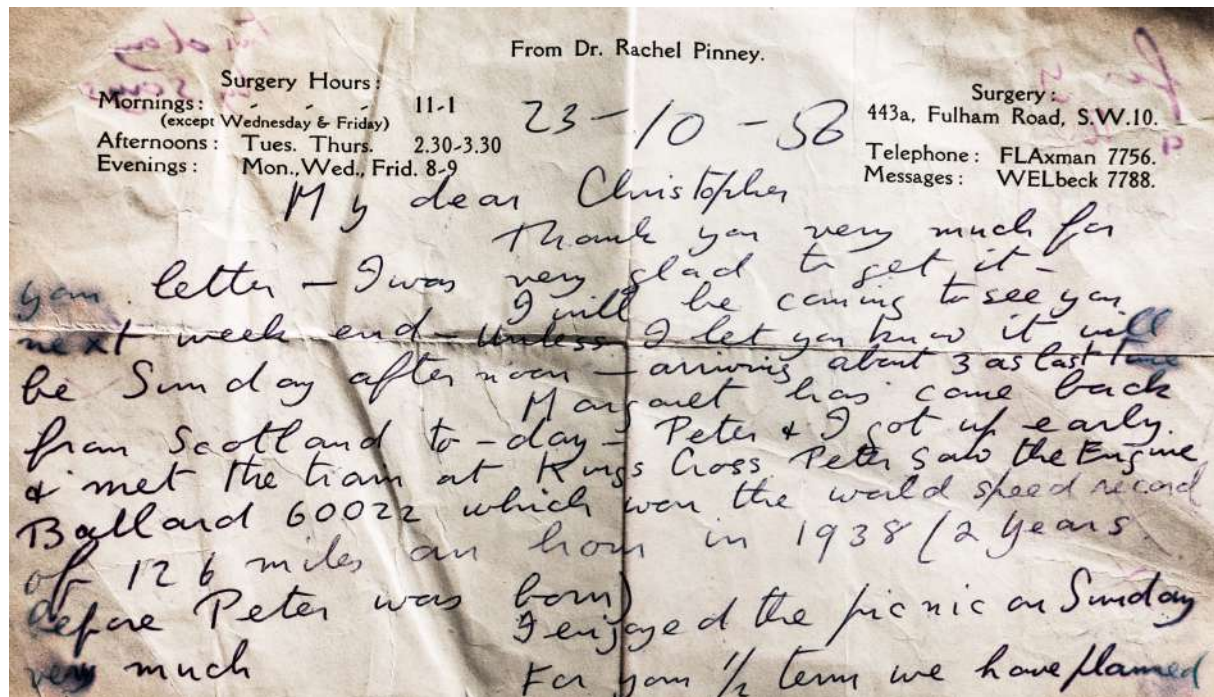 From Dr. Rachel Pinney.
Surgery Hours:
Mornings: - - - 11-1
(except Wednesday & Friday)
Afternoons: Tues. Thurs. 2.30-3.30
Evenings: Mon., Wed., Frid. 8-9
Surgery:
443a, Fulham Road, S.W.10.
Telephone: FLAxman 7756.
Messages: WELbeck 7788.
23-10-56
My dear Christopher
Thank you very much for
your letter - I was very glad to get it -
I will be coming to see you
next week end - unless I let you know it will
be Sunday afternoon - arriving about 3 as last time
Margaret has come back
from Scotland to-day - Peter & I got up early
& met the train at Kings Cross. Peter saw the Engine
Ballard 60022 which won the world speed record
of 126 miles an hour in 1938 (2 years
before Peter was born)
I enjoyed the picnic on Sunday
very much
For your 1/2 term we have planned